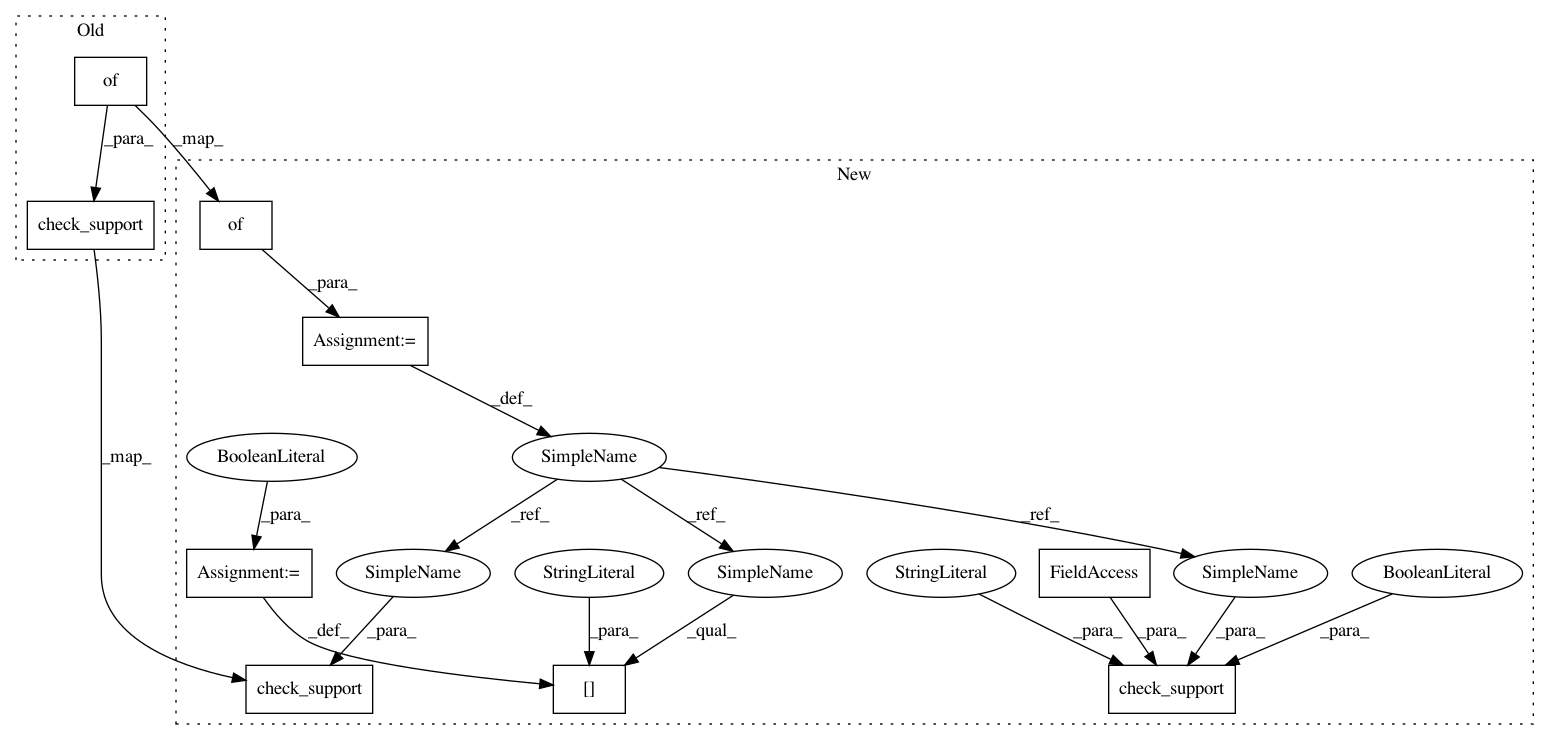 Old
of
_para_
_map_
check_support
New
of
_para_
Assignment:=
_def_
BooleanLiteral
SimpleName
_map_
_para_
_ref_
_ref_
_ref_
Assignment:=
SimpleName
StringLiteral
SimpleName
StringLiteral
FieldAccess
SimpleName
BooleanLiteral
_def_
_para_
_para_
_qual_
_para_
_para_
_para_
_para_
check_support
[]
check_support